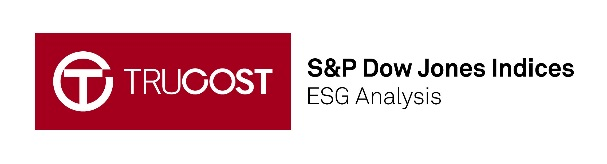 TRUCOST
S&P Dow Jones Indices
ESG Analysis